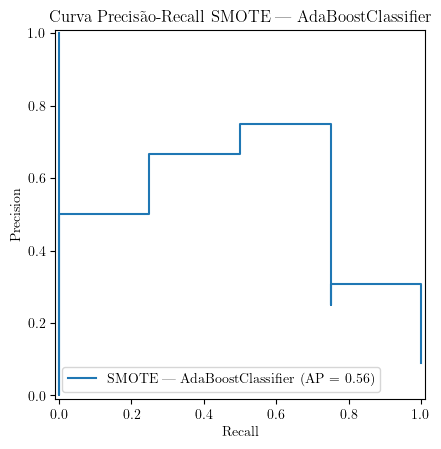 Curva Precisão-Recall SMOTE — AdaBoostClassifier
1.0
0.8
0.6
0.4
0.2
0.0
Precision
SMOTE — AdaBoostClassifier (AP = 0.56)
0.0 0.2 0.4 0.6 0.8 1.0
Recall